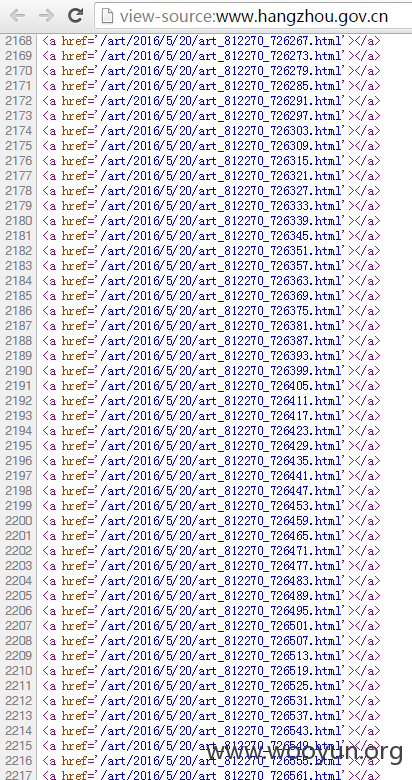 view-source:www.hangzhou.gov.cn
2168 <a href='/art/2016/5/20/art_812270_726267.html'></a>
2169 <a href='/art/2016/5/20/art_812270_726273.html'></a>
2170 <a href='/art/2016/5/20/art_812270_726279.html'></a>
2171 <a href='/art/2016/5/20/art_812270_726285.html'></a>
2172 <a href='/art/2016/5/20/art_812270_726291.html'></a>
2173 <a href='/art/2016/5/20/art_812270_726297.html'></a>
2174 <a href='/art/2016/5/20/art_812270_726303.html'></a>
2175 <a href='/art/2016/5/20/art_812270_726309.html'></a>
2176 <a href='/art/2016/5/20/art_812270_726315.html'></a>
2177 <a href='/art/2016/5/20/art_812270_726321.html'></a>
2178 <a href='/art/2016/5/20/art_812270_726327.html'></a>
2179 <a href='/art/2016/5/20/art_812270_726333.html'></a>
2180 <a href='/art/2016/5/20/art_812270_726339.html'></a>
2181 <a href='/art/2016/5/20/art_812270_726345.html'></a>
2182 <a href='/art/2016/5/20/art_812270_726351.html'></a>
2183 <a href='/art/2016/5/20/art_812270_726357.html'></a>
2184 <a href='/art/2016/5/20/art_812270_726363.html'></a>
2185 <a href='/art/2016/5/20/art_812270_726369.html'></a>
2186 <a href='/art/2016/5/20/art_812270_726375.html'></a>
2187 <a href='/art/2016/5/20/art_812270_726381.html'></a>
2188 <a href='/art/2016/5/20/art_812270_726387.html'></a>
2189 <a href='/art/2016/5/20/art_812270_726393.html'></a>
2190 <a href='/art/2016/5/20/art_812270_726399.html'></a>
2191 <a href='/art/2016/5/20/art_812270_726405.html'></a>
2192 <a href='/art/2016/5/20/art_812270_726411.html'></a>
2193 <a href='/art/2016/5/20/art_812270_726417.html'></a>
2194 <a href='/art/2016/5/20/art_812270_726423.html'></a>
2195 <a href='/art/2016/5/20/art_812270_726429.html'></a>
2196 <a href='/art/2016/5/20/art_812270_726435.html'></a>
2197 <a href='/art/2016/5/20/art_812270_726441.html'></a>
2198 <a href='/art/2016/5/20/art_812270_726447.html'></a>
2199 <a href='/art/2016/5/20/art_812270_726453.html'></a>
2200 <a href='/art/2016/5/20/art_812270_726459.html'></a>
2201 <a href='/art/2016/5/20/art_812270_726465.html'></a>
2202 <a href='/art/2016/5/20/art_812270_726471.html'></a>
2203 <a href='/art/2016/5/20/art_812270_726477.html'></a>
2204 <a href='/art/2016/5/20/art_812270_726483.html'></a>
2205 <a href='/art/2016/5/20/art_812270_726489.html'></a>
2206 <a href='/art/2016/5/20/art_812270_726495.html'></a>
2207 <a href='/art/2016/5/20/art_812270_726501.html'></a>
2208 <a href='/art/2016/5/20/art_812270_726507.html'></a>
2209 <a href='/art/2016/5/20/art_812270_726513.html'></a>
2210 <a href='/art/2016/5/20/art_812270_726519.html'></a>
2211 <a href='/art/2016/5/20/art_812270_726525.html'></a>
2212 <a href='/art/2016/5/20/art_812270_726531.html'></a>
2213 <a href='/art/2016/5/20/art_812270_726537.html'></a>
2214 <a href='/art/2016/5/20/art_812270_726543.html'></a>
2215 <a href='/art/2016/5/20/art_812270_726549.html'></a>
www.wooyun.org
2216 <a href='/art/2016/5/20/art_812270_726555.html'></a>
2217 <a href='/art/2016/5/20/art_812270_726561.html'></a>